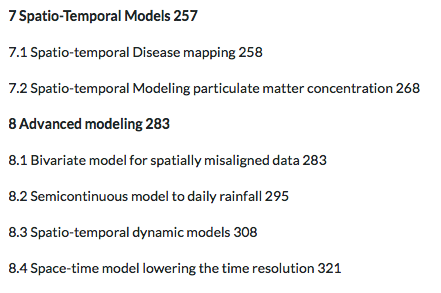 7 Spatio-Temporal Models 257
7.1 Spatio-temporal Disease mapping 258
7.2 Spatio-temporal Modeling particulate matter concentration 268
8 Advanced modeling 283
8.1 Bivariate model for spatially misaligned data 283
8.2 Semicontinuous model to daily rainfall 295
8.3 Spatio-temporal dynamic models 308
8.4 Space-time model lowering the time resolution 321